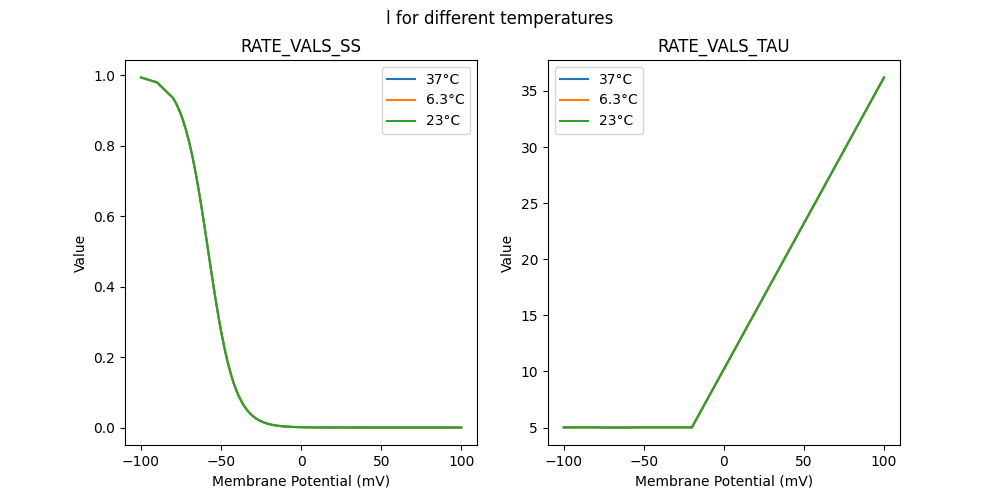 l for different temperatures
RATE_VALS_SS
1.0
0.8
0.6
0.4
0.2
0.0
Value
−100
−50
0
50
100
Membrane Potential (mV)
37°C
6.3°C
23°C
RATE_VALS_TAU
35
30
25
20
15
10
5
Value
−100
−50
0
50
100
Membrane Potential (mV)
37°C
6.3°C
23°C